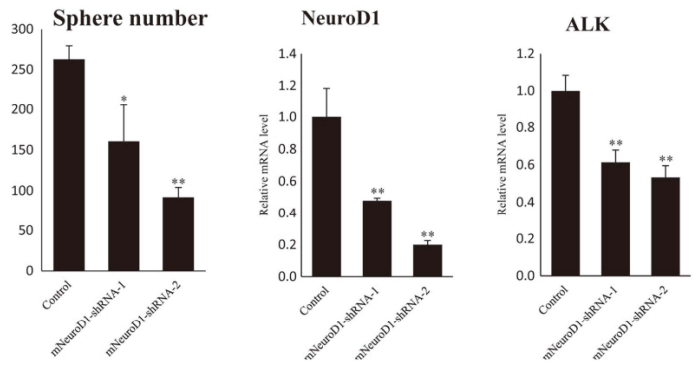 Sphere number
300
250
200
150
100
50
0
*
**
Control
mNeuroD1-shRNA-1
mNeuroD1-shRNA-2
NeuroD1
Relative mRNA level
1.4
1.2
1.0
0.8
0.6
0.4
0.2
0.0
**
**
Control
mNeuroD1-shRNA-1
mNeuroD1-shRNA-2
ALK
Relative mRNA level
1.2
1.0
0.8
0.6
0.4
0.2
0.0
**
**
Control
mNeuroD1-shRNA-1
mNeuroD1-shRNA-2